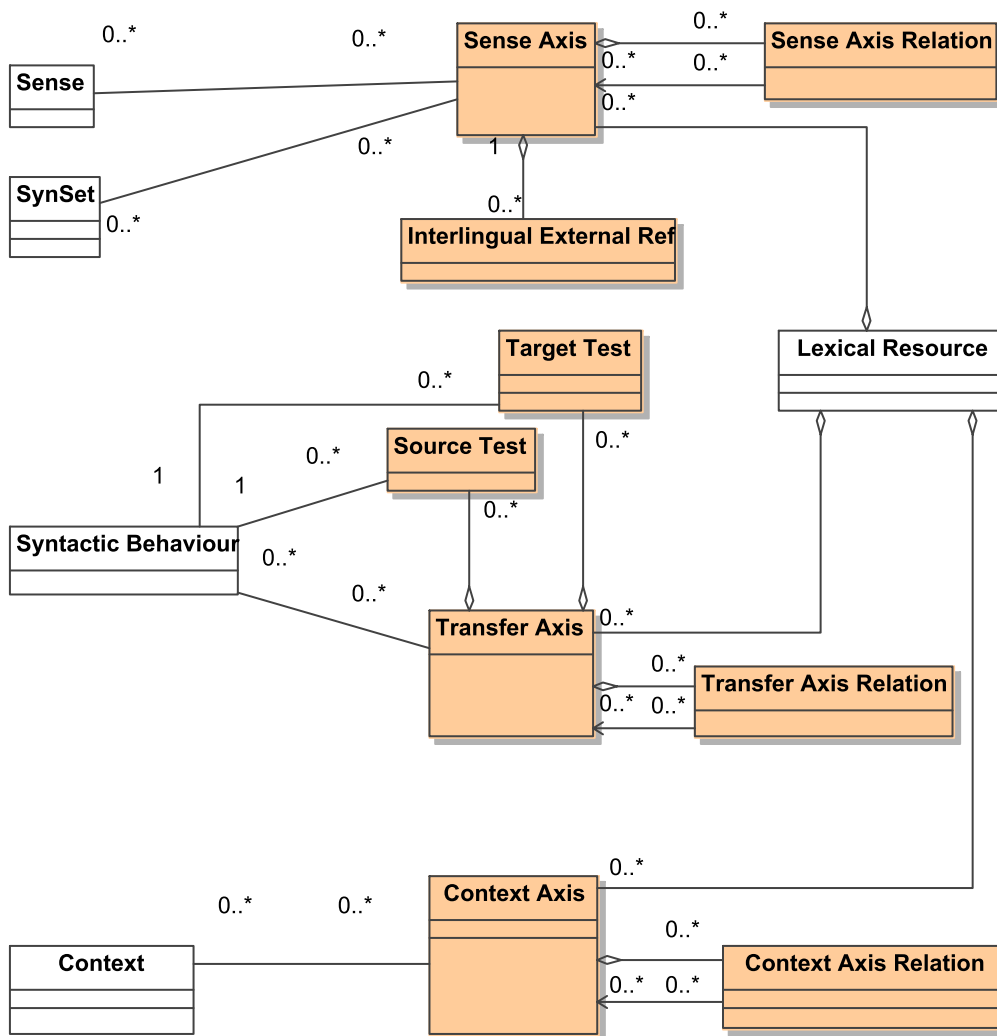 0..*
0..*
0..*
Sense Axis
Sense Axis Relation
0..*
0..*
Sense
0..*
0..*
1
SynSet
0..*
0..*
Interlingual External Ref
Target Test
Lexical Resource
0..*
Source Test
0..*
0..*
1
1
0..*
Syntactic Behaviour
0..*
0..*
0..*
Transfer Axis
0..*
Transfer Axis Relation
0..*
0..*
0..*
Context Axis
0..*
0..*
0..*
Context
Context Axis Relation
0..*
0..*